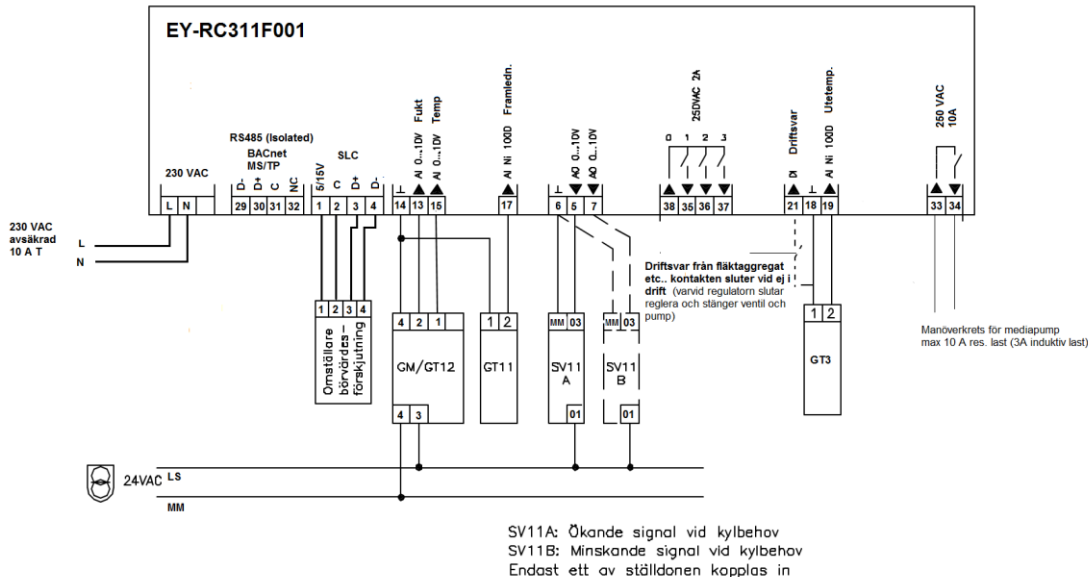 EY-RC311F001
230 VAC
L N
RS485 (Isolated)
BACnet
MS/TP
D- D+ C NC
29 30 31 32
SLC
5/15V C D+ D-
1 2 3 4
⊥
AI 0...10V Fukt
AI 0...10V Temp
14 13 15
AI Ni 1000 Framledn.
17
⊥
AO 0...10V
AO 0...10V
6 5 7
250VAC 2A
0 1 2 3
38 35 36 37
DI Driftsvar
⊥
AI Ni 1000 Utetemp.
21 18 19
250 VAC
10A
33 34
230 VAC
avsäkrad
10 A T
L
N
1 2 3 4
Omställare
börvärdes-
förskjutning
4 2 1
GM/GT12
4 3
1 2
GT11
MM 03
SV11
A
01
MM 03
SV11
B
01
Driftsvar från fläktaggregat
etc.. kontakten sluter vid ej i
drift (varvid regulatorn slutar
reglera och stänger ventil och
pump)
1 2
GT3
Manöverkrets för mediapump
max 10 A res. last (3A induktiv last)
24VAC
LS
MM
SV11A: Ökande signal vid kylbehov
SV11B: Minskande signal vid kylbehov
Endast ett av ställdonen kopplas in